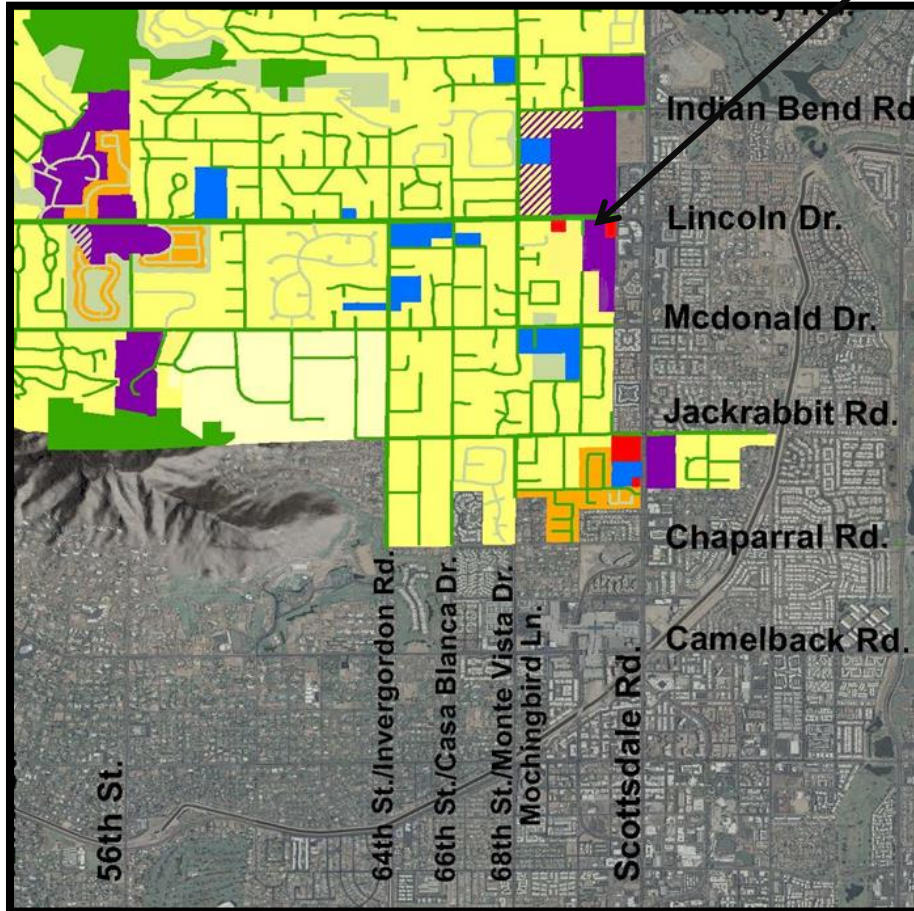 Indian Bend Rd
Lincoln Dr.
Mcdonald Dr.
Jackrabbit Rd.
Chaparral Rd.
Camelback Rd.
56th St.
64th St./Invergordon Rd.
66th St./Casa Blanca Dr.
68th St./Monte Vista Dr.
Mochingbird Ln.
Scottsdale Rd.